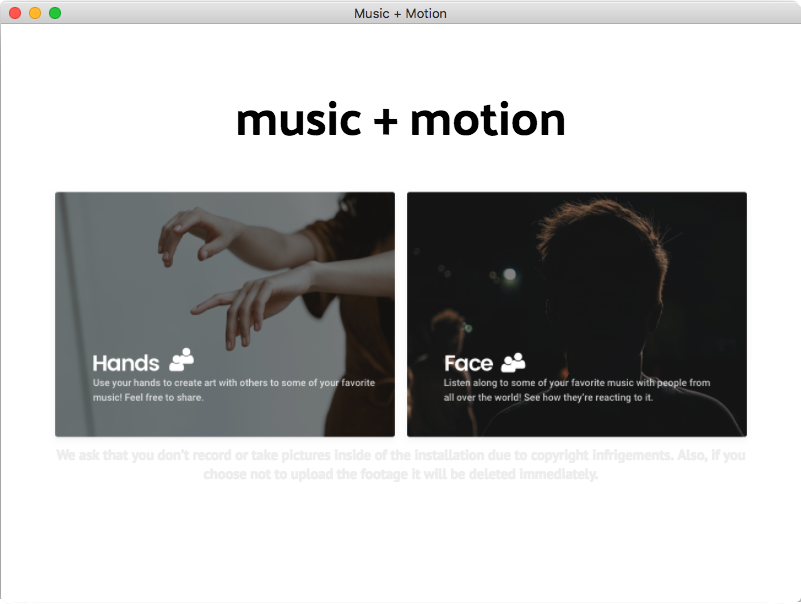 Music + Motion
music + motion
Hands
Use your hands to create art with others to some of your favorite
music! Feel free to share.
Face
Listen along to some of your favorite music with people from
all over the world! See how they're reacting to it.
We ask that you don't record or take pictures inside of the installation due to copyright infrigements. Also, if you
choose not to upload the footage it will be deleted immediately.